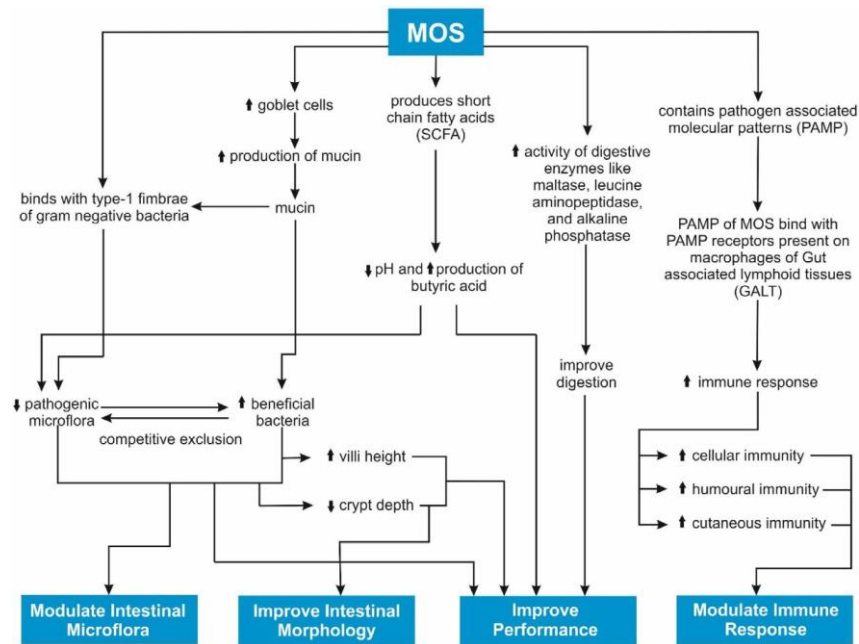 MOS
goblet cells
production of mucin
mucin
binds with type-1 fimbrae
of gram negative bacteria
produces short
chain fatty acids
(SCFA)
pH and production of
butyric acid
activity of digestive
enzymes like
maltase, leucine
aminopeptidase,
and alkaline
phosphatase
contains pathogen associated
molecular patterns (PAMP)
PAMP of MOS bind with
PAMP receptors present on
macrophages of Gut
associated lymphoid tissues
(GALT)
improve
digestion
immune response
pathogenic
microflora
beneficial
bacteria
competitive exclusion
villi height
crypt depth
cellular immunity
humoural immunity
cutaneous immunity
Modulate Intestinal
Microflora
Improve Intestinal
Morphology
Improve
Performance
Modulate Immune
Response